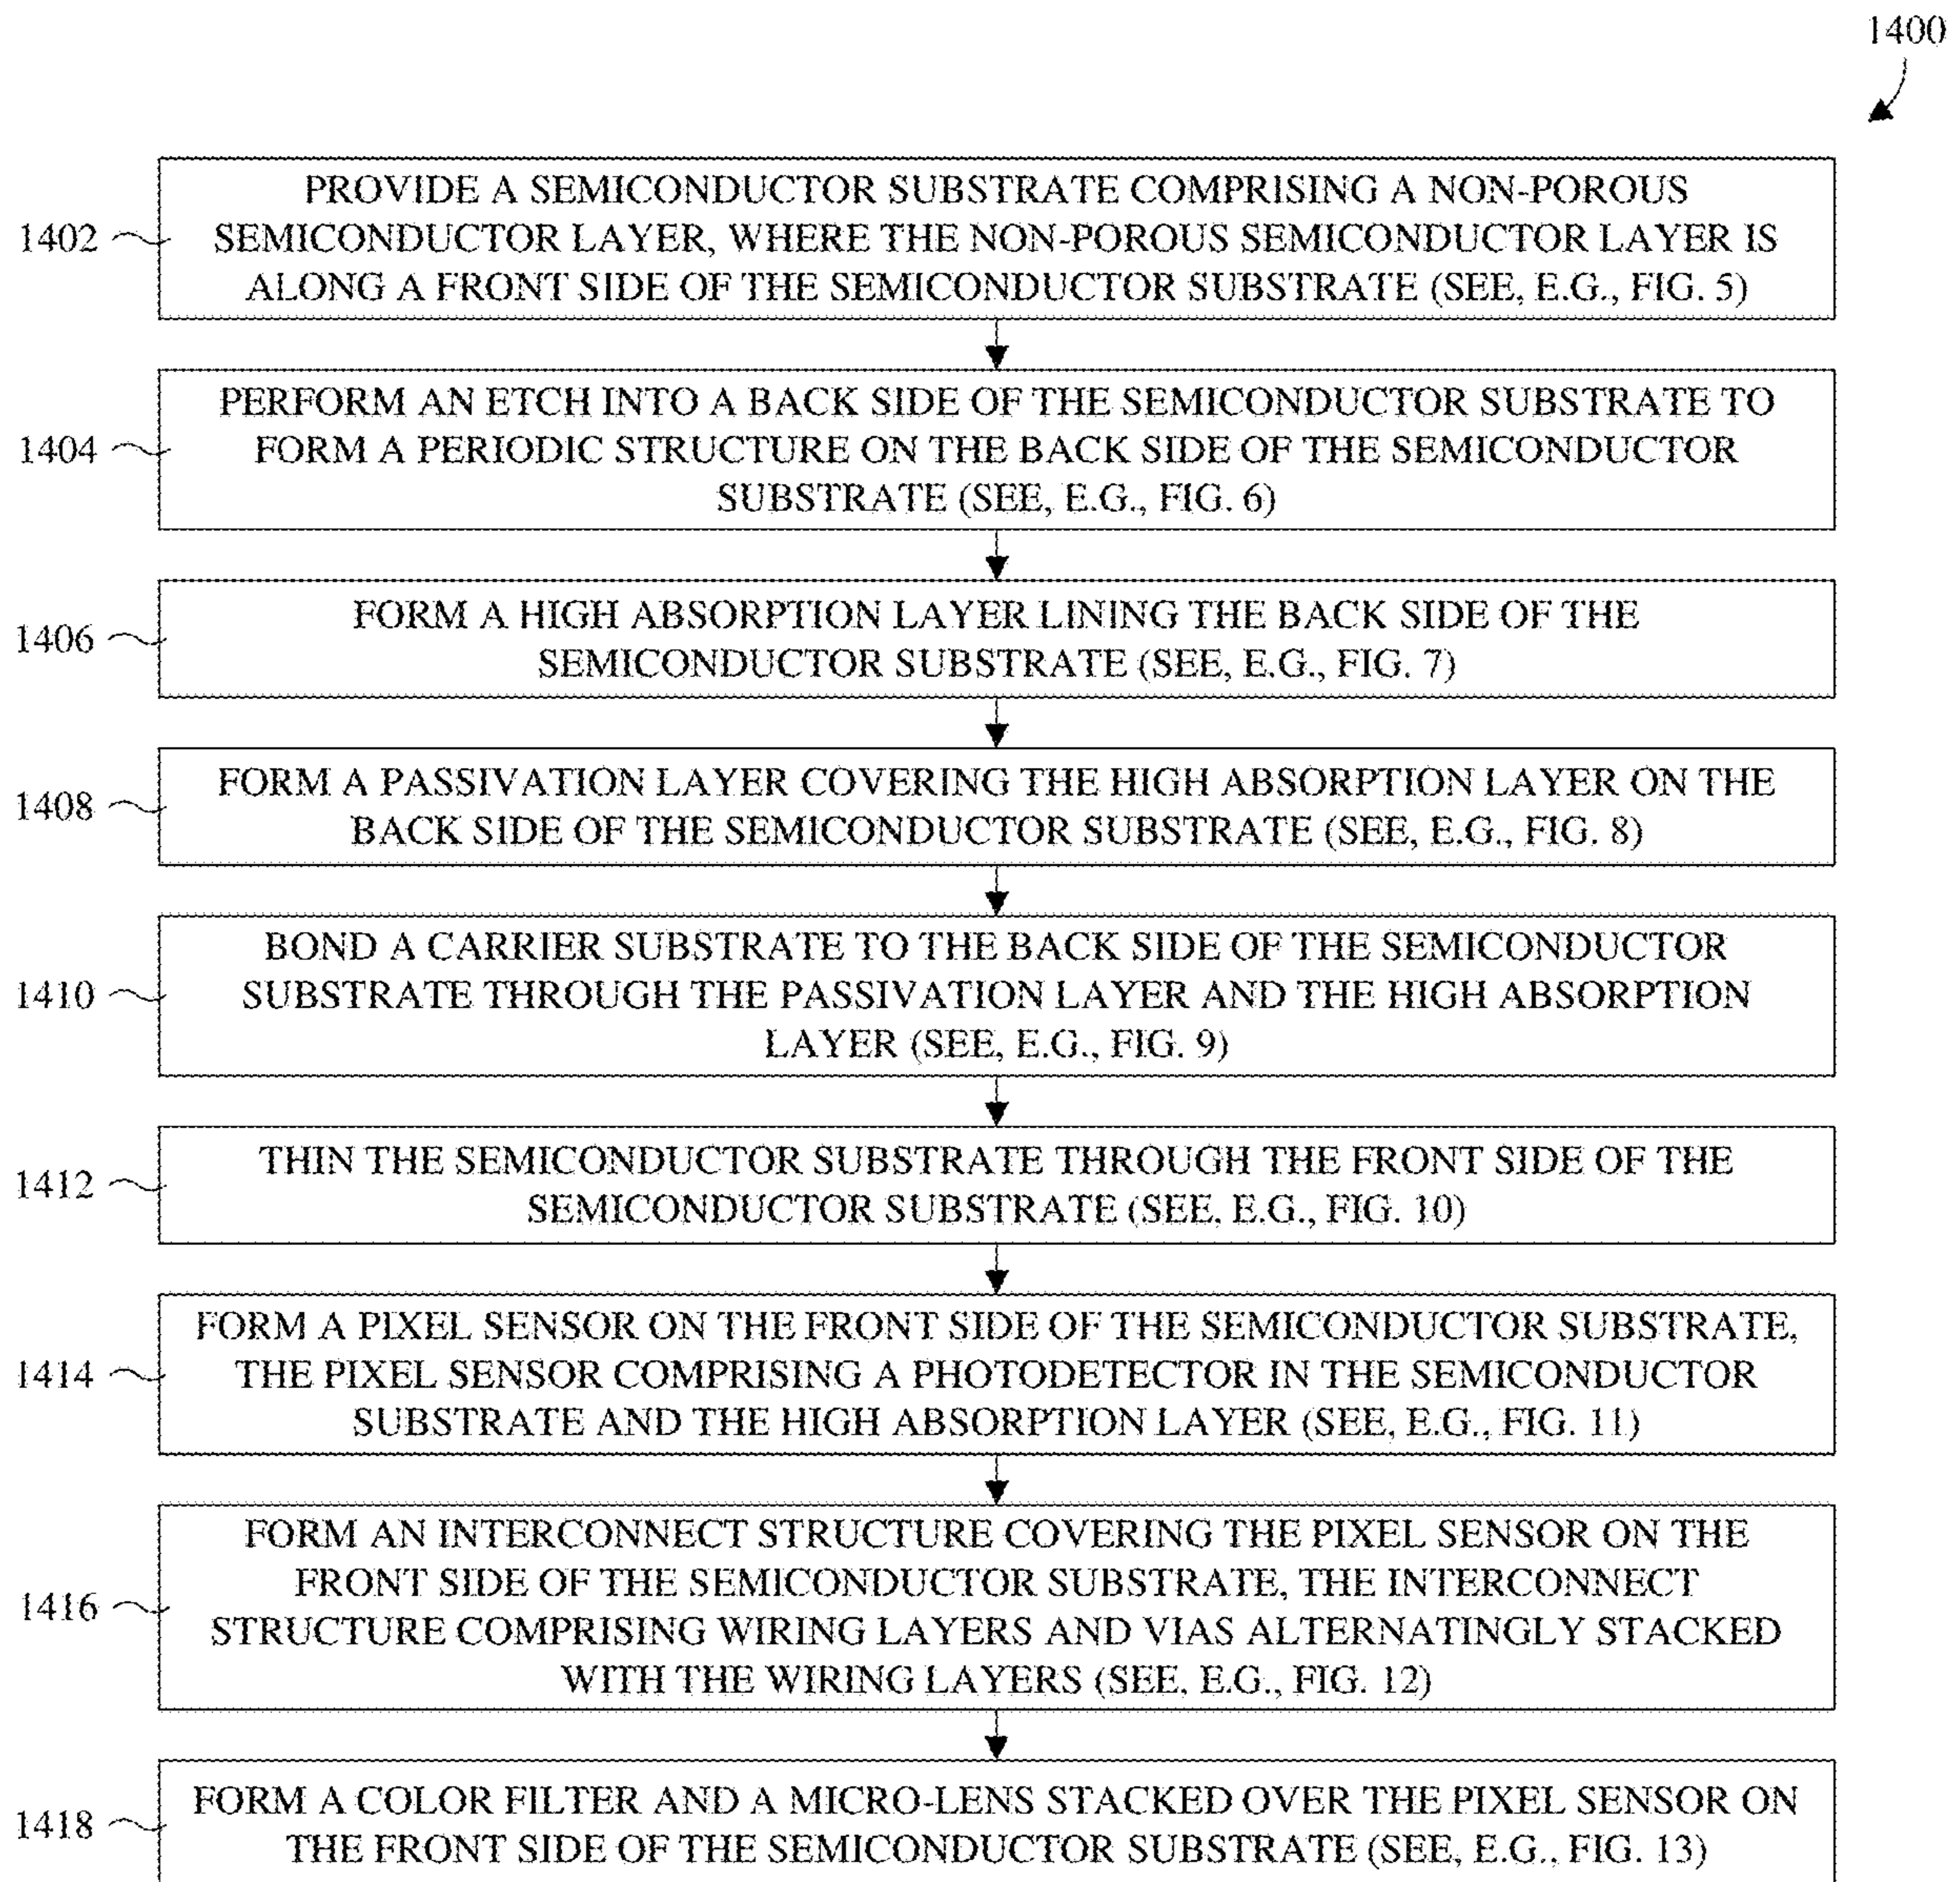 1400
1402
PROVIDE A SEMICONDUCTOR SUBSTRATE COMPRISING A NON-POROUS
SEMICONDUCTOR LAYER, WHERE THE NON-POROUS SEMICONDUCTOR LAYER IS
ALONG A FRONT SIDE OF THE SEMICONDUCTOR SUBSTRATE (SEE, E.G., FIG. 5)
1404
PERFORM AN ETCH INTO A BACK SIDE OF THE SEMICONDUCTOR SUBSTRATE TO
FORM A PERIODIC STRUCTURE ON THE BACK SIDE OF THE SEMICONDUCTOR
SUBSTRATE (SEE, E.G., FIG. 6)
1406
FORM A HIGH ABSORPTION LAYER LINING THE BACK SIDE OF THE
SEMICONDUCTOR SUBSTRATE (SEE, E.G., FIG. 7)
1408
FORM A PASSIVATION LAYER COVERING THE HIGH ABSORPTION LAYER ON THE
BACK SIDE OF THE SEMICONDUCTOR SUBSTRATE (SEE, E.G., FIG. 8)
1410
BOND A CARRIER SUBSTRATE TO THE BACK SIDE OF THE SEMICONDUCTOR
SUBSTRATE THROUGH THE PASSIVATION LAYER AND THE HIGH ABSORPTION
LAYER (SEE, E.G., FIG. 9)
1412
THIN THE SEMICONDUCTOR SUBSTRATE THROUGH THE FRONT SIDE OF THE
SEMICONDUCTOR SUBSTRATE (SEE, E.G., FIG. 10)
1414
FORM A PIXEL SENSOR ON THE FRONT SIDE OF THE SEMICONDUCTOR SUBSTRATE,
THE PIXEL SENSOR COMPRISING A PHOTODETECTOR IN THE SEMICONDUCTOR
SUBSTRATE AND THE HIGH ABSORPTION LAYER (SEE, E.G., FIG. 11)
1416
FORM AN INTERCONNECT STRUCTURE COVERING THE PIXEL SENSOR ON THE
FRONT SIDE OF THE SEMICONDUCTOR SUBSTRATE, THE INTERCONNECT
STRUCTURE COMPRISING WIRING LAYERS AND VIAS ALTERNATINGLY STACKED
WITH THE WIRING LAYERS (SEE, E.G., FIG. 12)
1418
FORM A COLOR FILTER AND A MICRO-LENS STACKED OVER THE PIXEL SENSOR ON
THE FRONT SIDE OF THE SEMICONDUCTOR SUBSTRATE (SEE, E.G., FIG. 13)